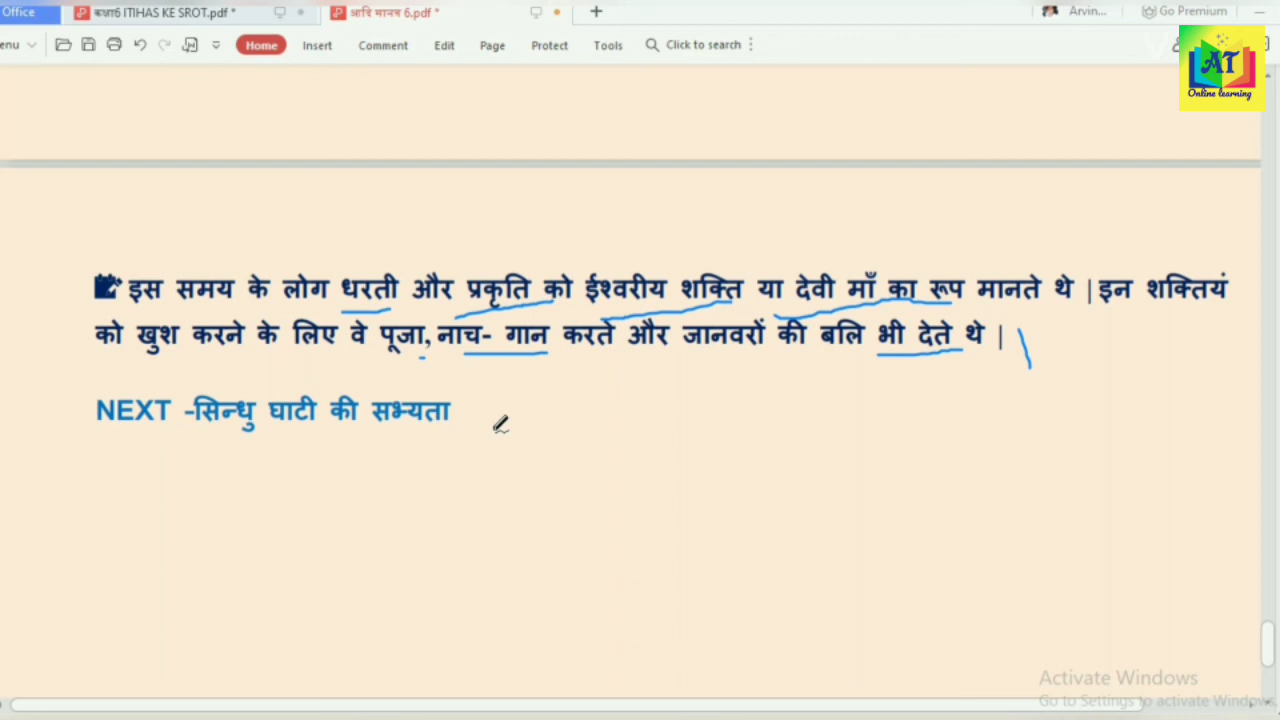 Office कक्षा6 ITIHAS KE SROT.pdf * आदि मानव 6.pdf * + Arvin... Go Premium
enu Home Insert Comment Edit Page Protect Tools Click to search
AT
Online learning
इस समय के लोग धरती और प्रकृति को ईश्वरीय शक्ति या देवी माँ का रूप मानते थे |इन शक्तियं
को खुश करने के लिए वे पूजा,नाच- गान करते और जानवरों की बलि भी देते थे |
NEXT -सिन्धु घाटी की सभ्यता
Activate Windows
Go to Settings to activate Windows